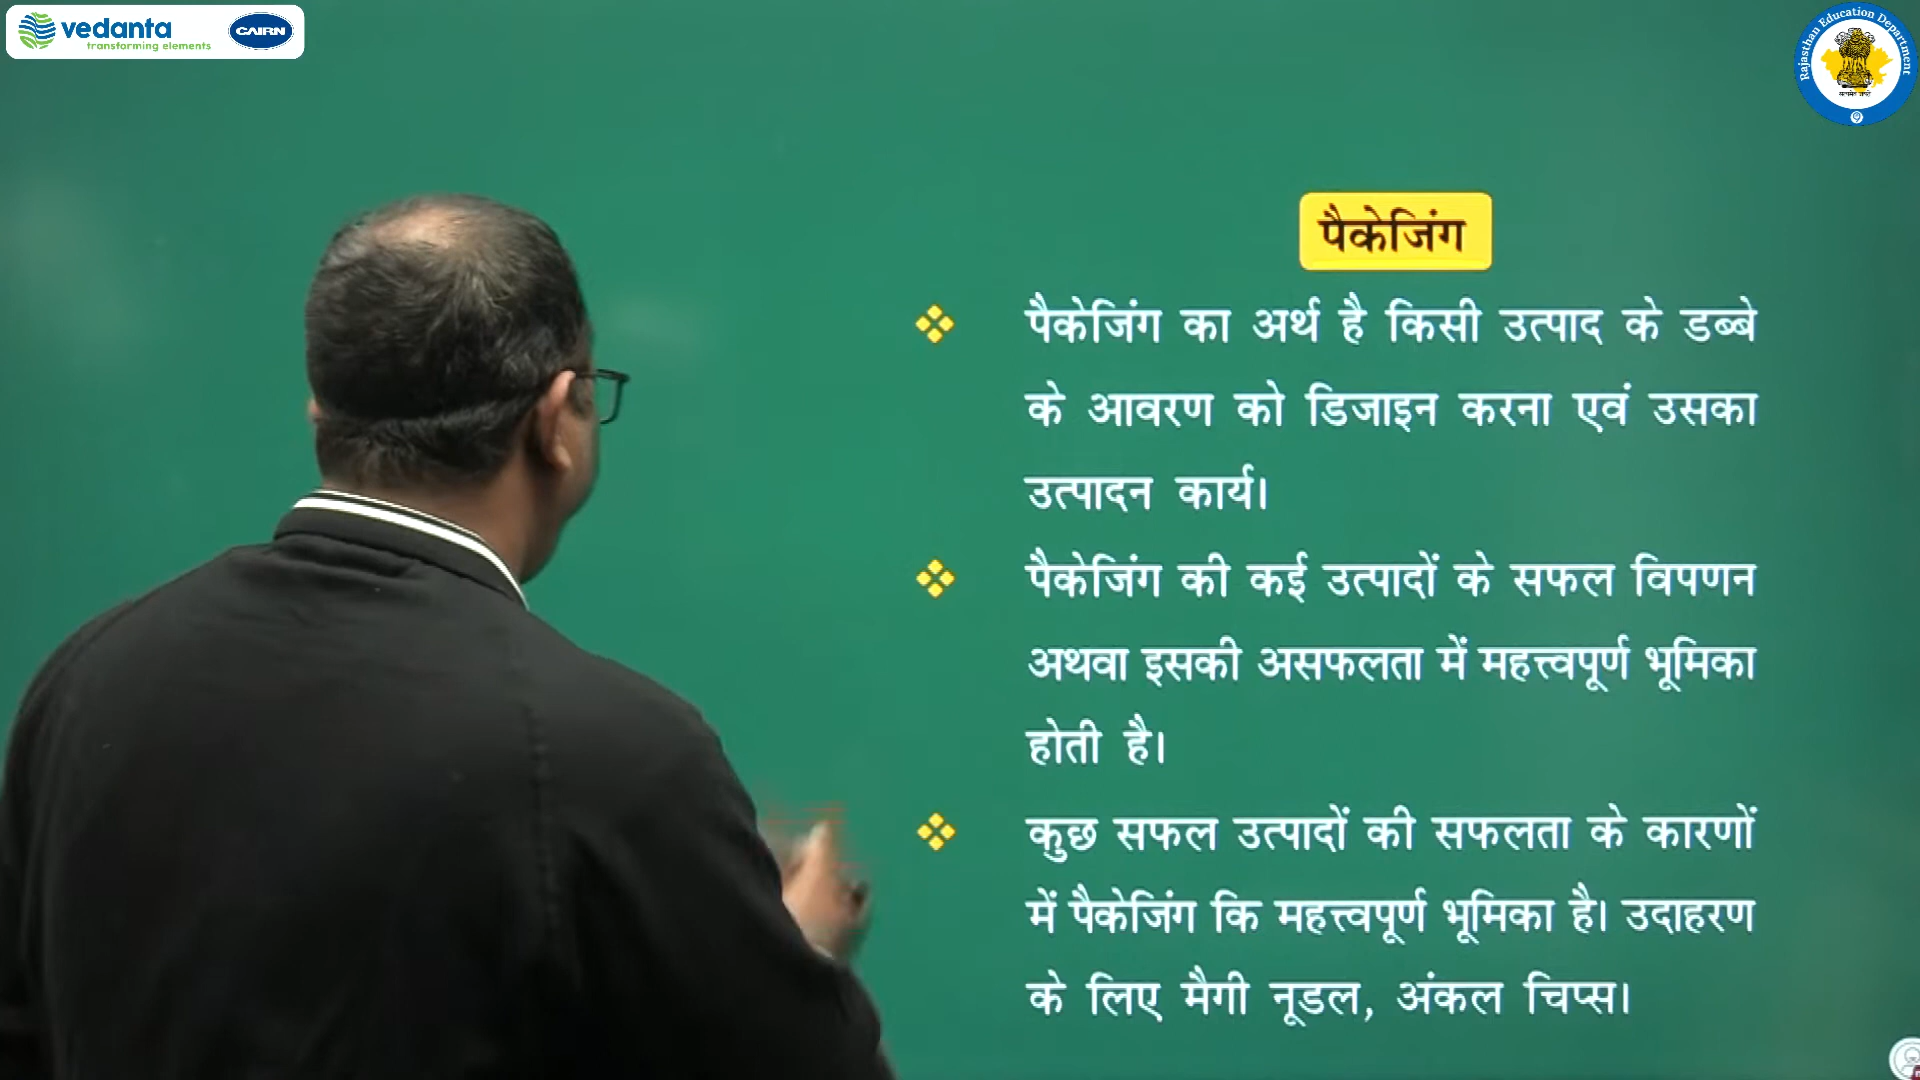 vedanta
transforming elements
CAIRN
Rajasthan Education Department
पैकेजिंग
पैकेजिंग का अर्थ है किसी उत्पाद के डब्बे
के आवरण को डिजाइन करना एवं उसका
उत्पादन कार्य।
पैकेजिंग की कई उत्पादों के सफल विपणन
अथवा इसकी असफलता में महत्त्वपूर्ण भूमिका
होती है।
कुछ सफल उत्पादों की सफलता के कारणों
में पैकेजिंग कि महत्त्वपूर्ण भूमिका है। उदाहरण
के लिए मैगी नूडल, अंकल चिप्स।